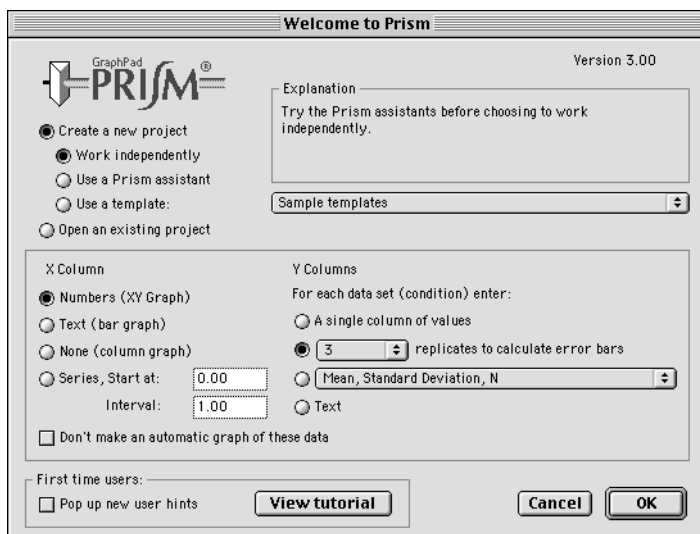 Welcome to Prism
GraphPad
PRISM®
Version 3.00
Explanation
Try the Prism assistants before choosing to work
independently.
Create a new project
Work independently
Use a Prism assistant
Use a template:
Sample templates
Open an existing project
X Column
Numbers (XY Graph)
Text (bar graph)
None (column graph)
Series, Start at: 0.00
Interval: 1.00
Y Columns
For each data set (condition) enter:
A single column of values
3 replicates to calculate error bars
Mean, Standard Deviation, N
Text
Don't make an automatic graph of these data
First time users:
Pop up new user hints
View tutorial
Cancel
OK